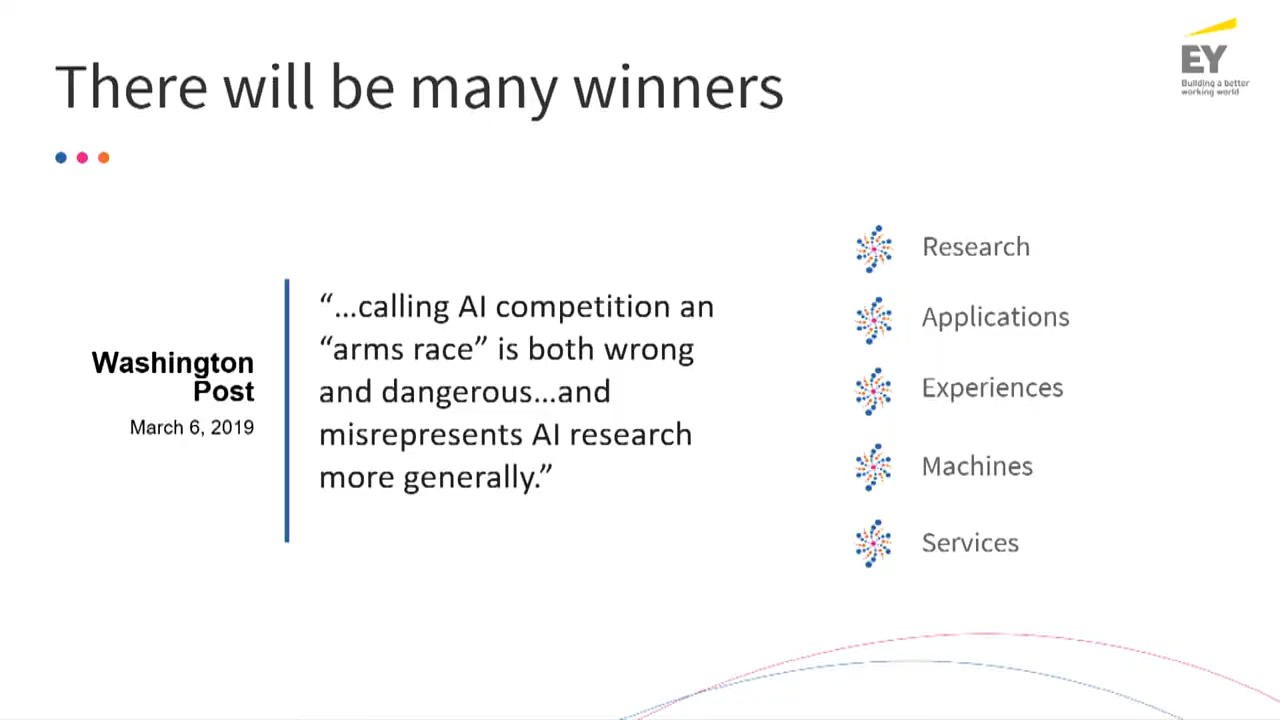 There will be many winners
EY
Building a better
working world
Washington
Post
March 6, 2019
“...calling AI competition an
“arms race” is both wrong
and dangerous...and
misrepresents AI research
more generally.”
Research
Applications
Experiences
Machines
Services